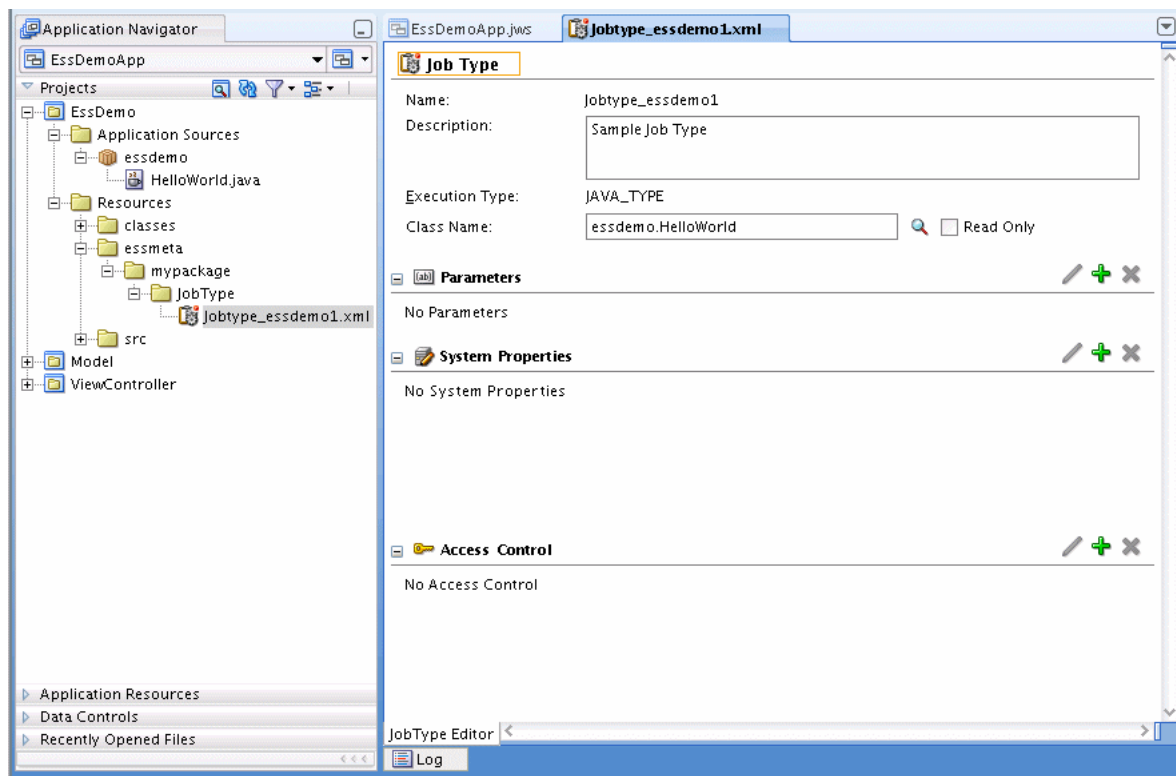 Application Navigator
EssDemoApp
Projects
EssDemo
Application Sources
essdemo
HelloWorld.java
Resources
classes
essmeta
mypackage
JobType
Jobtype_essdemo1.xml
src
Model
ViewController
Application Resources
Data Controls
Recently Opened Files
EssDemoApp.jws
Jobtype_essdemo1.xml
Job Type
Name: Jobtype_essdemo1
Description: Sample Job Type
Execution Type: JAVA_TYPE
Class Name: essdemo.HelloWorld Read Only
(ab) Parameters
No Parameters
System Properties
No System Properties
Access Control
No Access Control
JobType Editor
Log